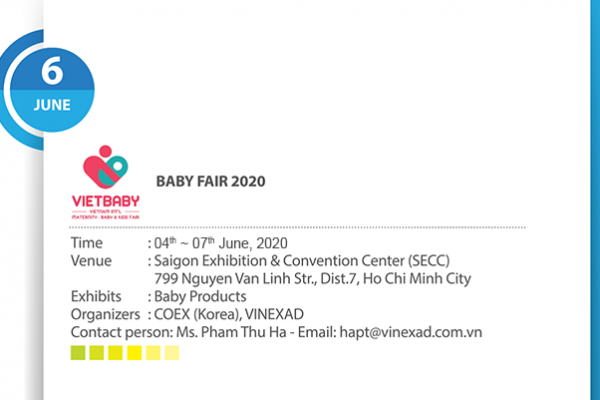 6
JUNE
BABY FAIR 2020
VIETBABY
VIETNAM INT'L
MATERNITY, BABY & KIDS FAIR
Time : 04th ~ 07th June, 2020
Venue : Saigon Exhibition & Convention Center (SECC)
799 Nguyen Van Linh Str., Dist.7, Ho Chi Minh City
Exhibits : Baby Products
Organizers : COEX (Korea), VINEXAD
Contact person: Ms. Pham Thu Ha - Email: hapt@vinexad.com.vn